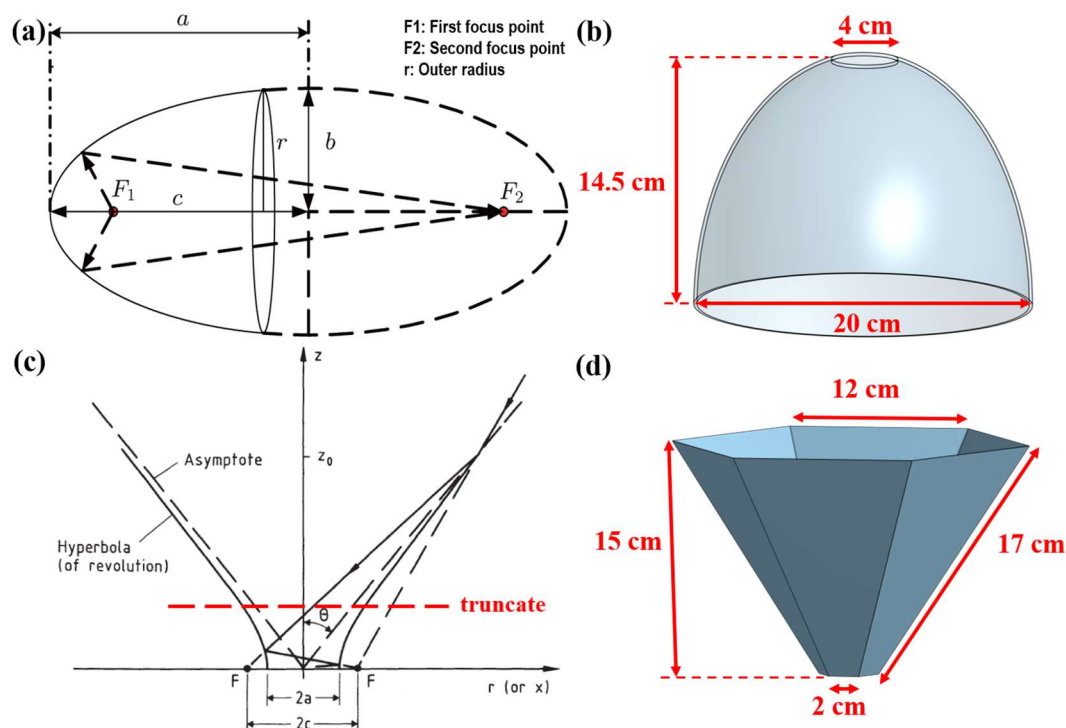 (a)
a
F1: First focus point
F2: Second focus point
r: Outer radius
r
b
F1
c
F2
(b)
4 cm
14.5 cm
20 cm
(c)
z
z0
Asymptote
Hyperbola
(of revolution)
truncate
θ
F
F
r (or x)
2a
2c
(d)
12 cm
15 cm
17 cm
2 cm